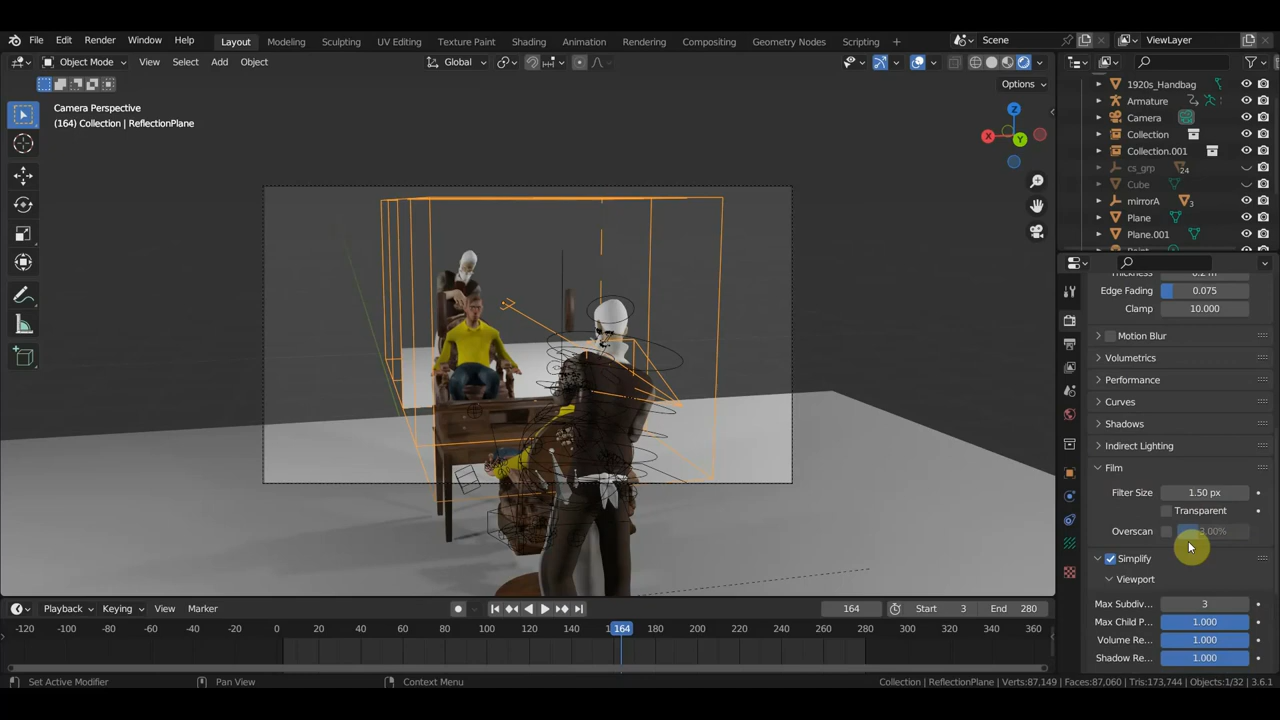 File Edit Render Window Help Layout Modeling Sculpting UV Editing Texture Paint Shading Animation Rendering Compositing Geometry Nodes Scripting + Scene ViewLayer
Object Mode View Select Add Object Global
Options
Camera Perspective
(164) Collection | ReflectionPlane
Z
X
Y
1920s_Handbag
Armature
Camera
Collection
Collection.001
cs_grp 24
Cube
mirrorA 3
Plane
Plane.001
Edge Fading 0.075
Clamp 10.000
Motion Blur
Volumetrics
Performance
Curves
Shadows
Indirect Lighting
Film
Filter Size 1.50 px
Transparent
Overscan 3.00%
Simplify
Viewport
Max Subdiv... 3
Max Child P... 1.000
Volume Re... 1.000
Shadow Re... 1.000
Playback Keying View Marker 164 Start 3 End 280
-120 -100 -80 -60 -40 -20 0 20 40 60 80 100 120 140 164 180 200 220 240 260 280 300 320 340 360
Set Active Modifier Pan View Context Menu Collection | ReflectionPlane | Verts:87,149 | Faces:87,060 | Tris:173,744 | Objects:1/32 | 3.6.1